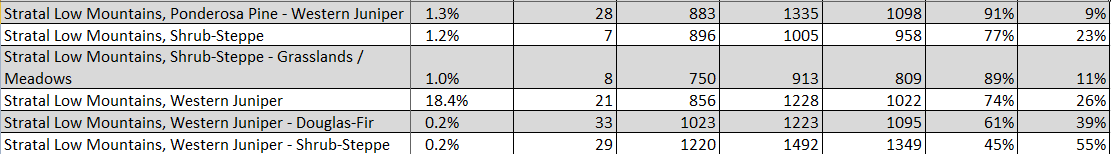 Stratal Low Mountains, Ponderosa Pine - Western Juniper 1.3% 28 883 1335 1098 91% 9%
Stratal Low Mountains, Shrub-Steppe 1.2% 7 896 1005 958 77% 23%
Stratal Low Mountains, Shrub-Steppe - Grasslands /
Meadows 1.0% 8 750 913 809 89% 11%
Stratal Low Mountains, Western Juniper 18.4% 21 856 1228 1022 74% 26%
Stratal Low Mountains, Western Juniper - Douglas-Fir 0.2% 33 1023 1223 1095 61% 39%
Stratal Low Mountains, Western Juniper - Shrub-Steppe 0.2% 29 1220 1492 1349 45% 55%